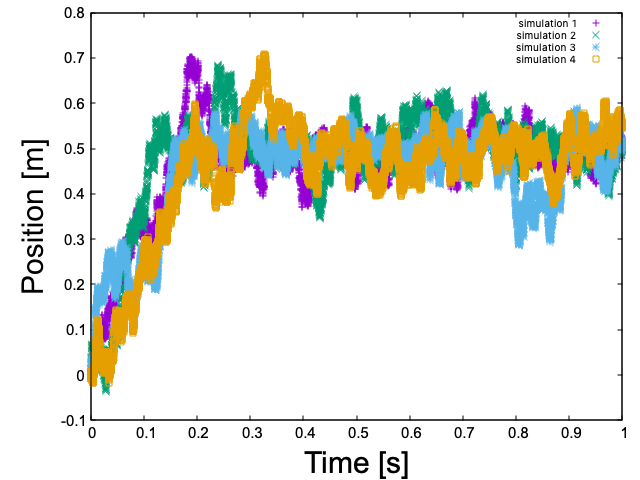 0.8
0.7
0.6
0.5
0.4
0.3
0.2
0.1
0
-0.1
Position [m]
simulation 1
simulation 2
simulation 3
simulation 4
0 0.1 0.2 0.3 0.4 0.5 0.6 0.7 0.8 0.9 1
Time [s]